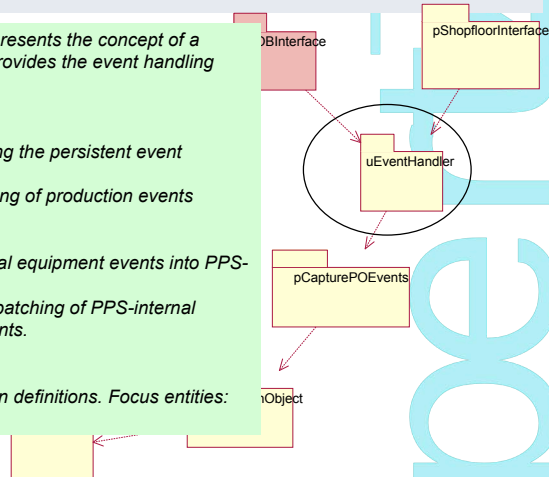 resents the concept of a
rovides the event handling
ng the persistent event
ng of production events
al equipment events into PPS-
patching of PPS-internal
nts.
n definitions. Focus entities:
DBInterface
pShopfloorInterface
uEventHandler
pCapturePOEvents
nObject